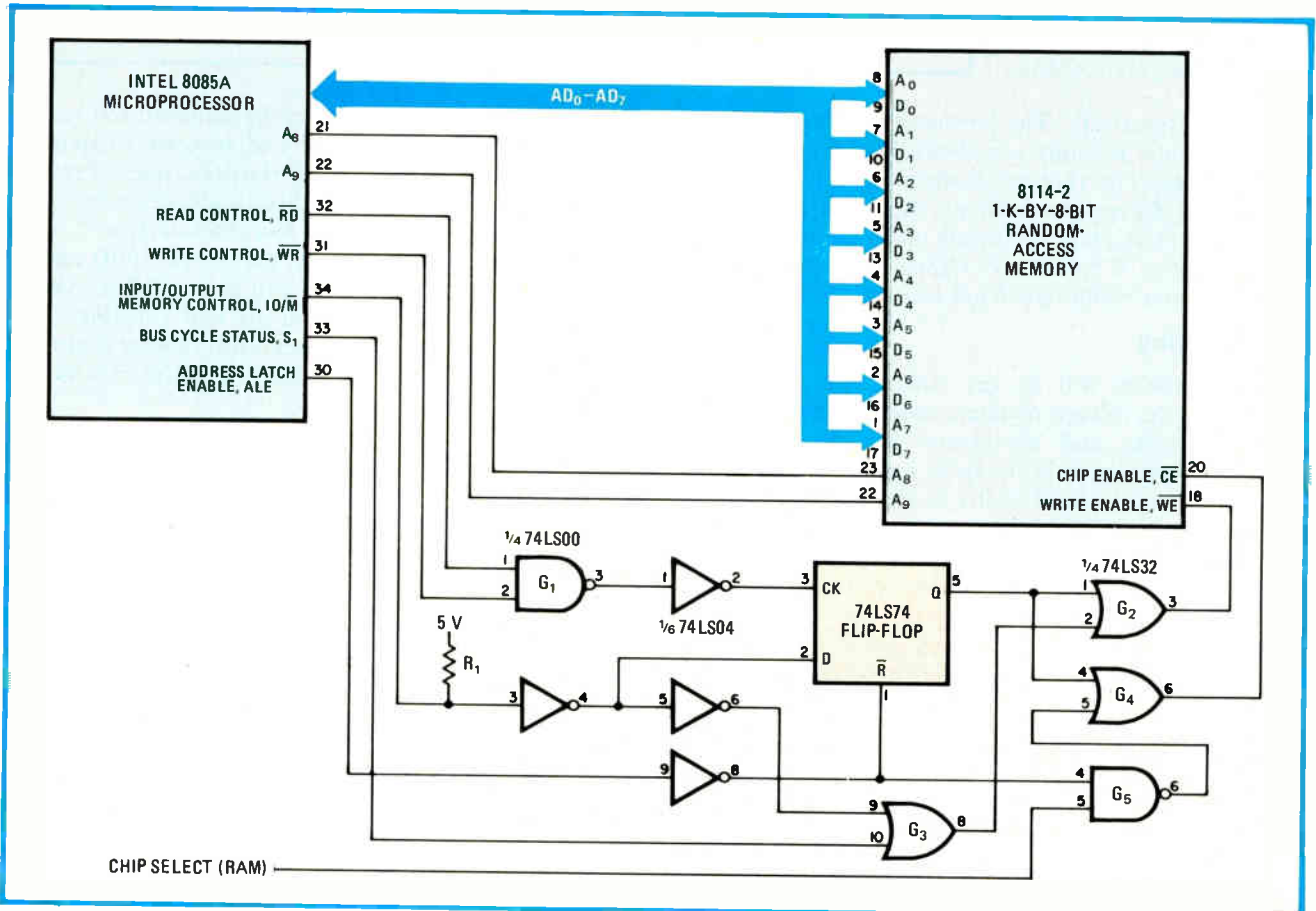 INTEL 8085A
MICROPROCESSOR
A₈ 21
A₉ 22
READ CONTROL, R̅D̅ 32
WRITE CONTROL, W̅R̅ 31
INPUT/OUTPUT
MEMORY CONTROL, IO/M̅ 34
BUS CYCLE STATUS, S₁ 33
ADDRESS LATCH
ENABLE, ALE 30
AD₀–AD₇
8 A₀
9 D₀
7 A₁
10 D₁
6 A₂
11 D₂
5 A₃
13 D₃
4 A₄
14 D₄
3 A₅
15 D₅
2 A₆
16 D₆
1 A₇
17 D₇
23 A₈
22 A₉
8114-2
1-K-BY-8-BIT
RANDOM-
ACCESS
MEMORY
CHIP ENABLE, C̅E̅ 20
WRITE ENABLE, W̅E̅ 18
1/4 74LS00
1
2
G₁
3
1
2
1/6 74LS04
3 CK
74LS74
FLIP-FLOP
Q 5
2 D
R̅
1
1/4 74LS32
1
2
G₂
3
5 V
R₁
3
4
5
6
4
5
G₄
6
9
8
9
10
G₃
8
4
5
G₅
6
CHIP SELECT (RAM)